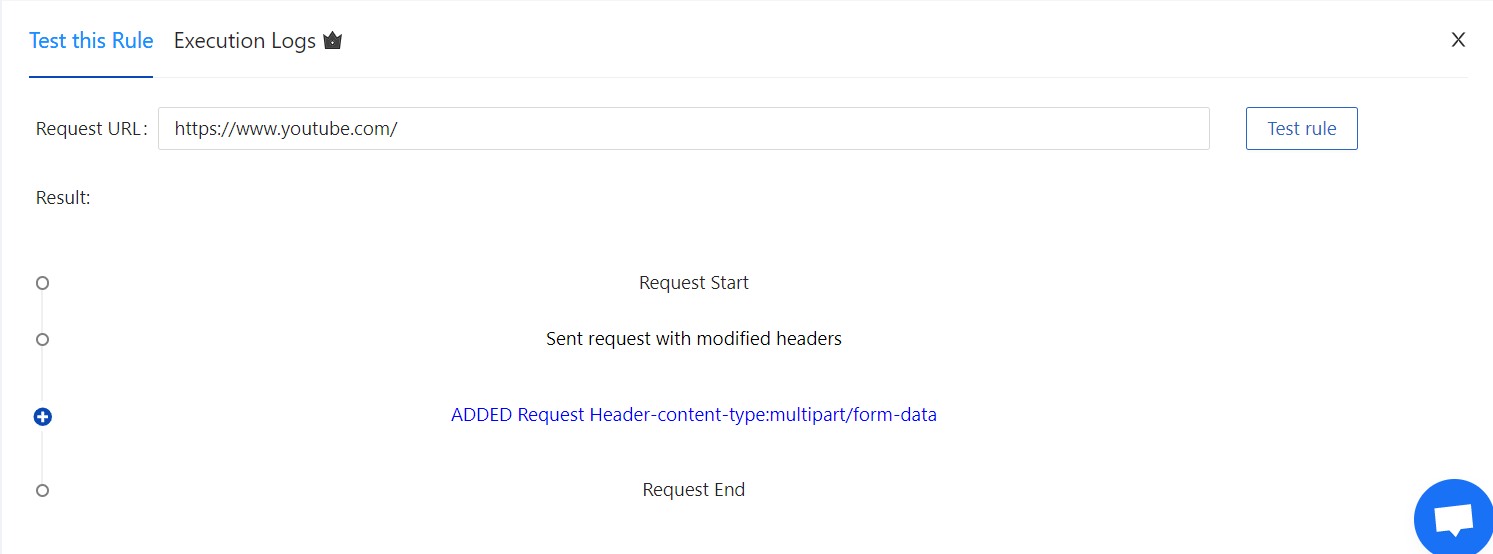 Test this Rule Execution Logs X
Request URL: https://www.youtube.com/ Test rule
Result:
Request Start
Sent request with modified headers
ADDED Request Header-content-type:multipart/form-data
Request End